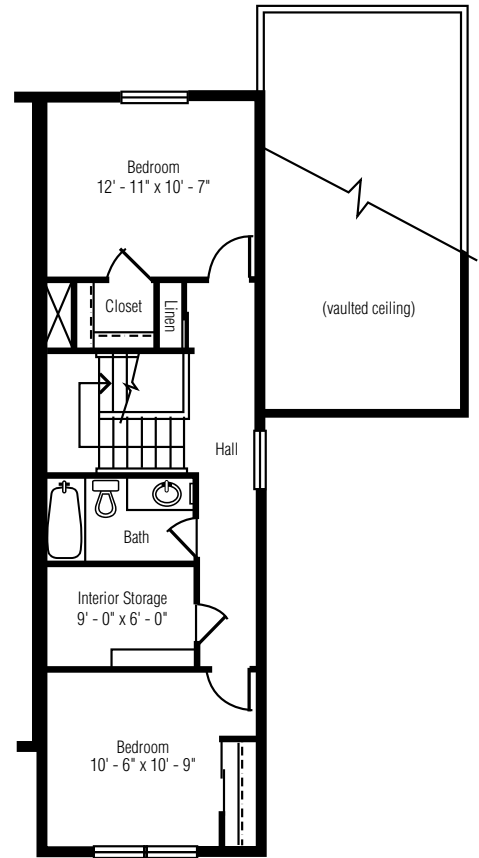 Bedroom
12' - 11" x 10' - 7"
Closet
Linen
(vaulted ceiling)
Hall
Bath
Interior Storage
9' - 0" x 6' - 0"
Bedroom
10' - 6" x 10' - 9"